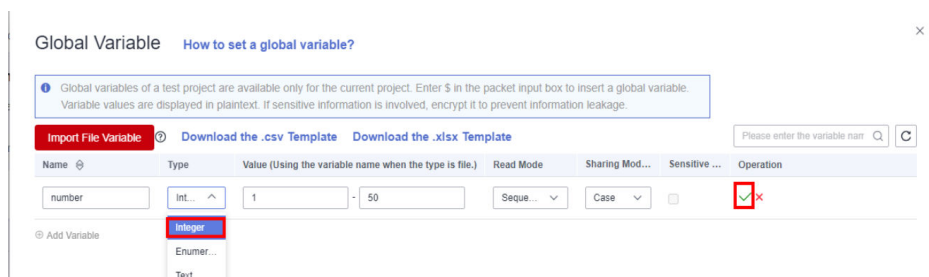 Global Variable How to set a global variable?
Global variables of a test project are available only for the current project. Enter $ in the packet input box to insert a global variable.
Variable values are displayed in plaintext. If sensitive information is involved, encrypt it to prevent information leakage.
Import File Variable Download the .csv Template Download the .xlsx Template Please enter the variable nam
Name Type Value (Using the variable name when the type is file.) Read Mode Sharing Mod... Sensitive ... Operation
number Int... 1 - 50 Seque... Case
Integer
Add Variable
Enumer...
Text